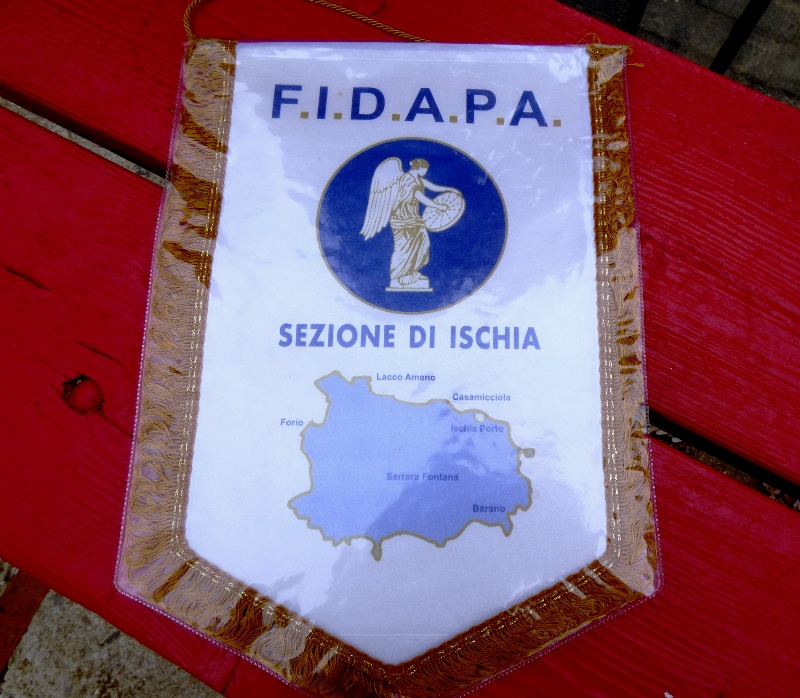 F.I.D.A.P.A.
SEZIONE DI ISCHIA
Lacco Ameno
Casamicciola
Forio
Ischia Porto
Serrara Fontana
Barano